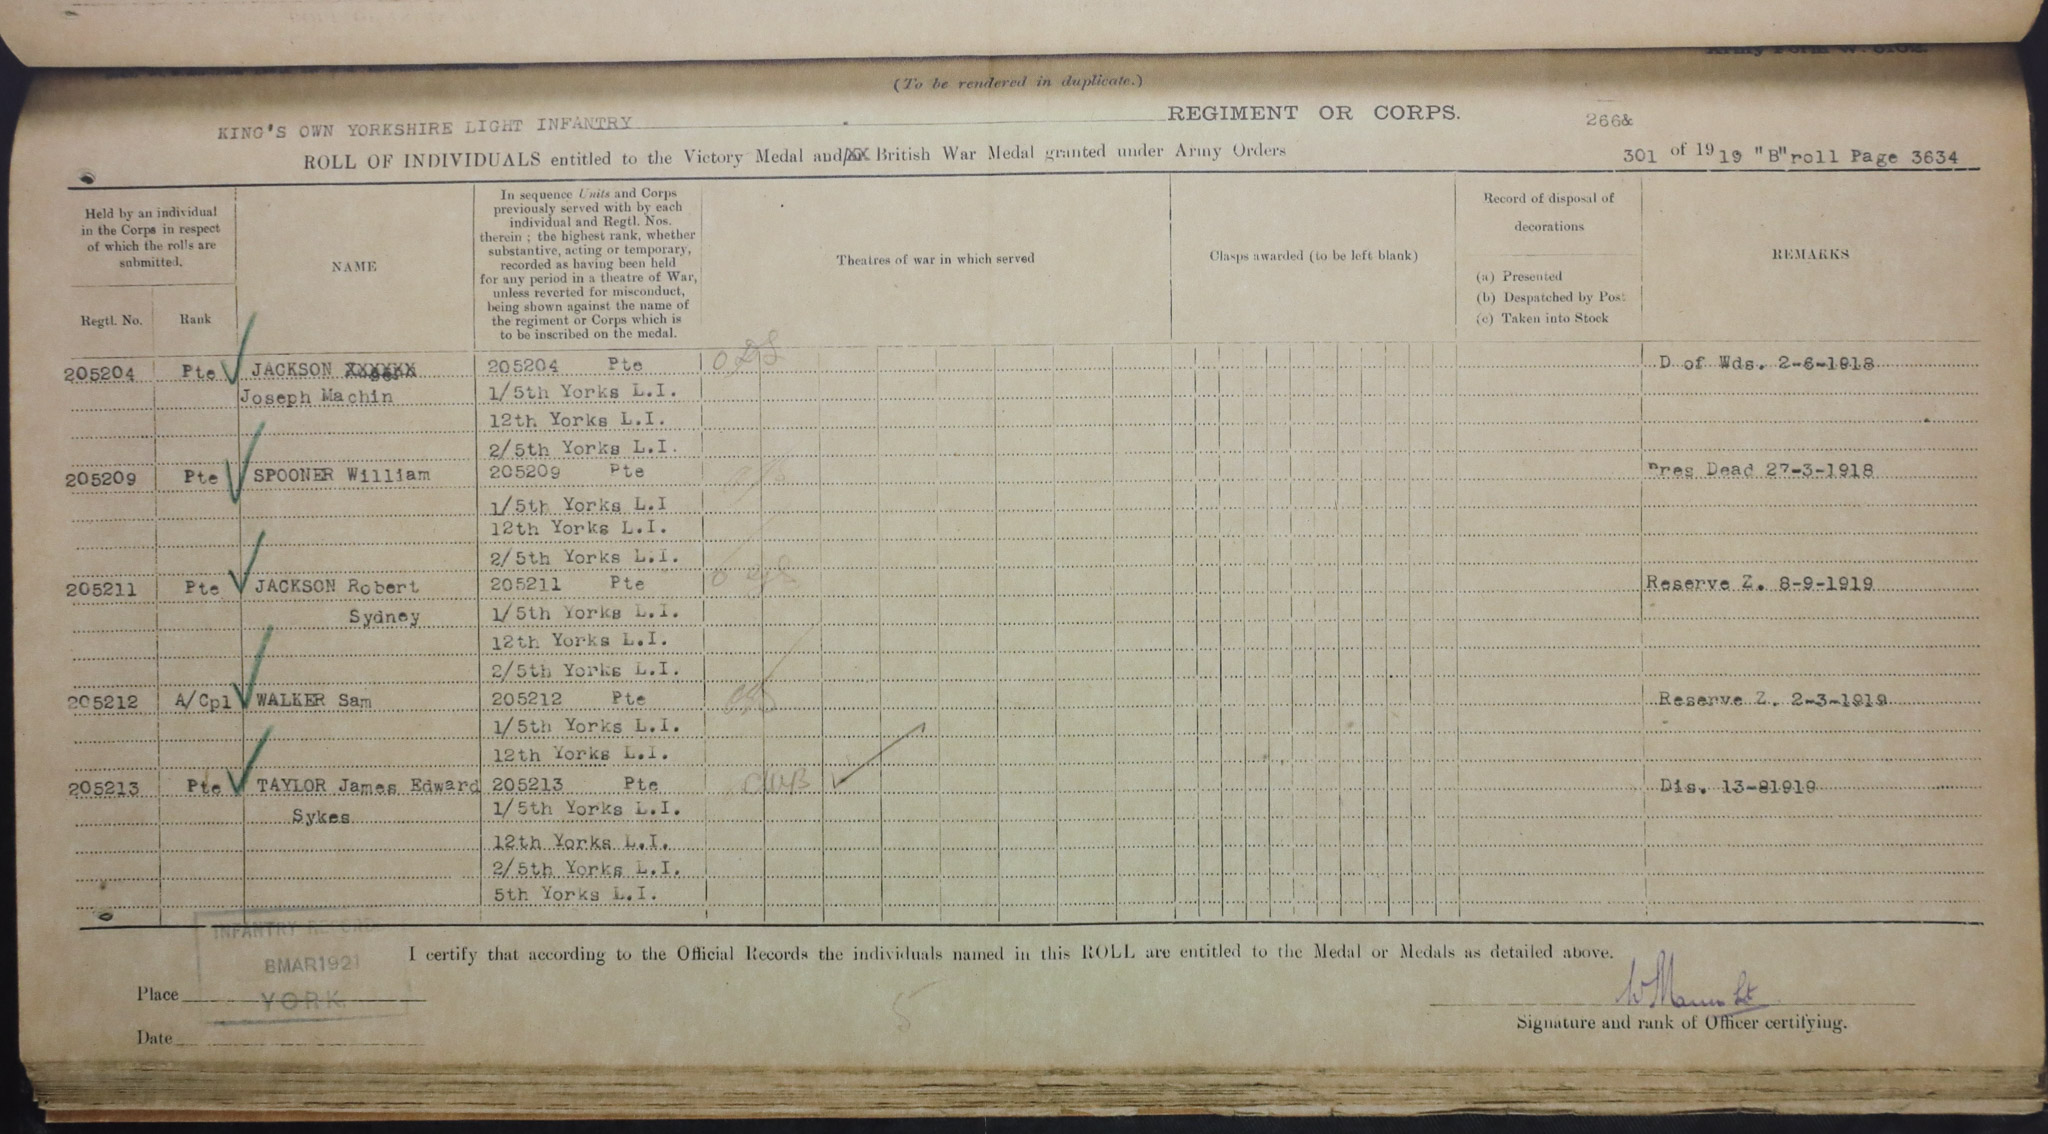 (To be rendered in duplicate.)
KING'S OWN YORKSHIRE LIGHT INFANTRY REGIMENT OR CORPS. 266&
ROLL OF INDIVIDUALS entitled to the Victory Medal and/XX British War Medal granted under Army Orders 301 of 1919 "B"roll Page 3634
Held by an individual in the Corps in respect of which the rolls are submitted.
Regtl. No.
Rank
NAME
In sequence Units and Corps
previously served with by each
individual and Regtl. Nos.
therein ; the highest rank, whether
substantive, acting or temporary,
recorded as having been held
for any period in a theatre of War,
unless reverted for misconduct,
being shown against the name of
the regiment or Corps which is
to be inscribed on the medal.
Theatres of war in which served
Clasps awarded (to be left blank)
Record of disposal of
decorations
(a) Presented
(b) Despatched by Post
(c) Taken into Stock
REMARKS
205204 Pte JACKSON 205204 Pte D of Wds. 2-6-1918
Joseph Machin 1/5th Yorks L.I.
12th Yorks L.I.
2/5th Yorks L.I.
205209 Pte SPOONER William 205209 Pte Pres Dead 27-3-1918
1/5th Yorks L.I
12th Yorks L.I.
2/5th Yorks L.I.
205211 Pte JACKSON Robert 205211 Pte Reserve Z. 8-9-1919
Sydney 1/5th Yorks L.I.
12th Yorks L.I.
2/5th Yorks L.I.
205212 A/Cpl WALKER Sam 205212 Pte Reserve Z. 2-3-1919
1/5th Yorks L.I.
12th Yorks L.I.
205213 Pte TAYLOR James Edward 205213 Pte Dis. 13-81919
Sykes 1/5th Yorks L.I.
12th Yorks L.I.
2/5th Yorks L.I.
5th Yorks L.I.
INFANTRY RECORDS
8MAR1921
YORK
I certify that according to the Official Records the individuals named in this ROLL are entitled to the Medal or Medals as detailed above.
Place
Date
5
Signature and rank of Officer certifying.